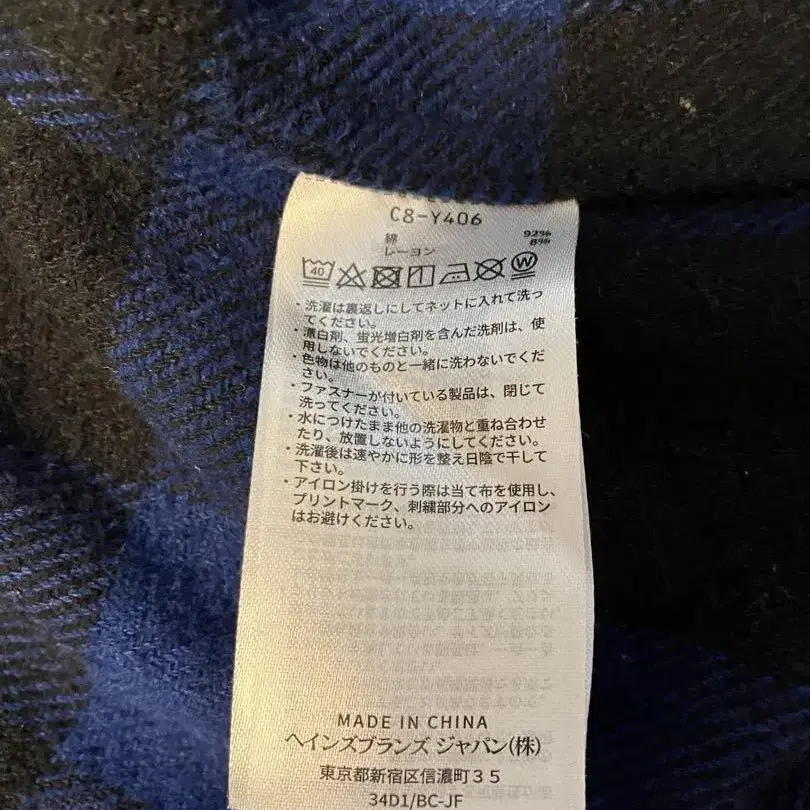 C8-Y406
綿 92%
レーヨン 8%
40
W
・洗濯は裏返しにしてネットに入れて洗っ
てください。
・漂白剤、蛍光増白剤を含んだ洗剤は、使
用しないでください。
・色物は他のものと一緒に洗わないでくだ
さい。
・ファスナーが付いている製品は、閉じて
洗ってください。
・水につけたまま他の洗濯物と重ね合わせ
たり、放置しないようにしてください。
・洗濯後は速やかに形を整え日陰で干して
下さい。
・アイロン掛けを行う際は当て布を使用し、
プリントマーク、刺繍部分へのアイロン
はお避けください。
MADE IN CHINA
ヘインズブランズ ジャパン(株)
東京都新宿区信濃町35
34D1/BC-JF